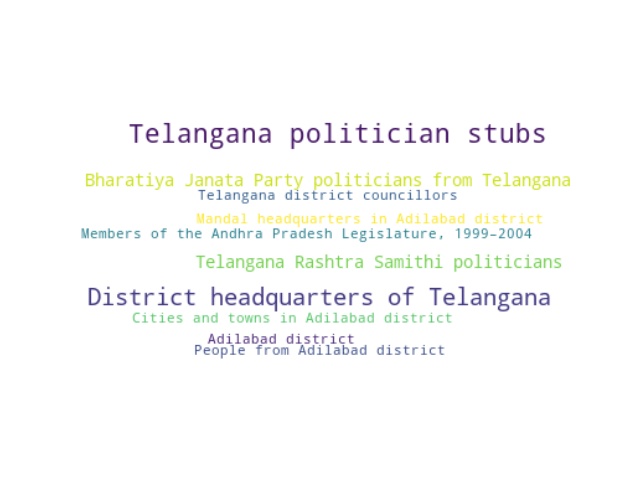 Telangana politician stubs
Bharatiya Janata Party politicians from Telangana
Telangana district councillors
Mandal headquarters in Adilabad district
Members of the Andhra Pradesh Legislature, 1999–2004
Telangana Rashtra Samithi politicians
District headquarters of Telangana
Cities and towns in Adilabad district
Adilabad district
People from Adilabad district